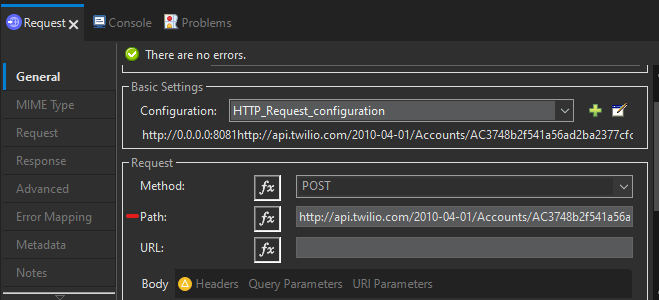 Request Console Problems
There are no errors.
General
MIME Type
Request
Response
Advanced
Error Mapping
Metadata
Notes
Basic Settings
Configuration: HTTP_Request_configuration
http://0.0.0.0:8081http://api.twilio.com/2010-04-01/Accounts/AC3748b2f541a56ad2ba2377cfc
Request
Method: fx POST
Path: fx http://api.twilio.com/2010-04-01/Accounts/AC3748b2f541a56a
URL: fx
Body Headers Query Parameters URI Parameters